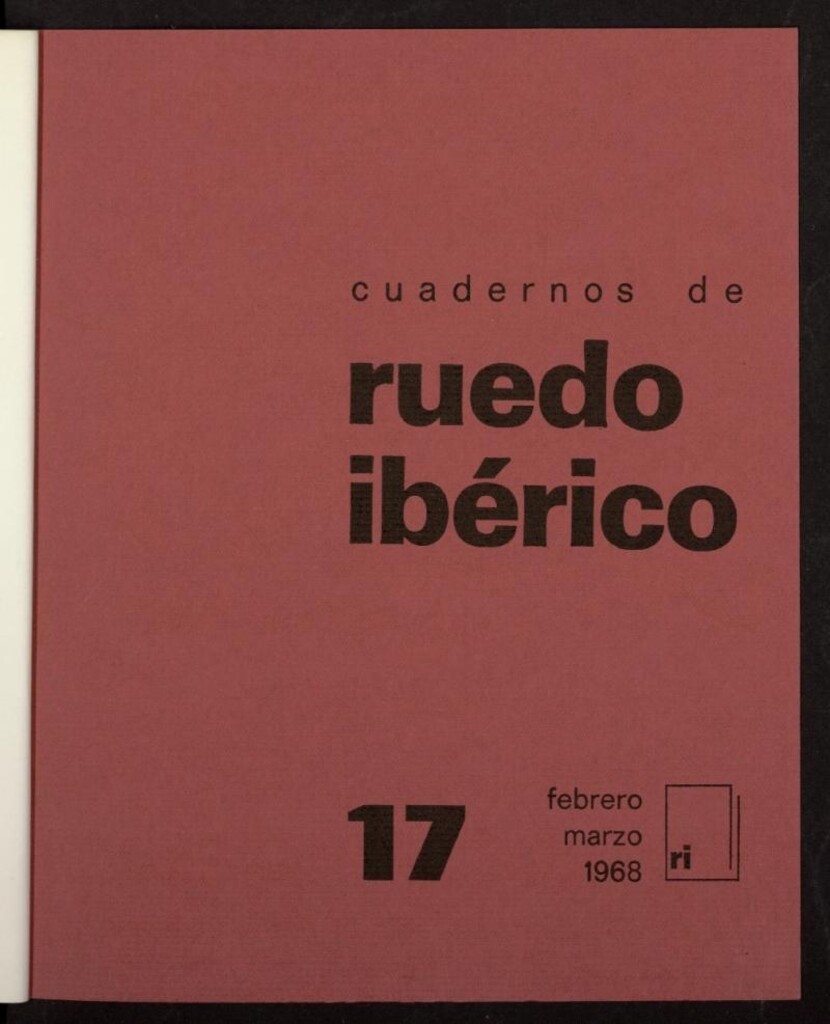 cuadernos de
ruedo
ibérico
17
febrero
marzo
1968
ri